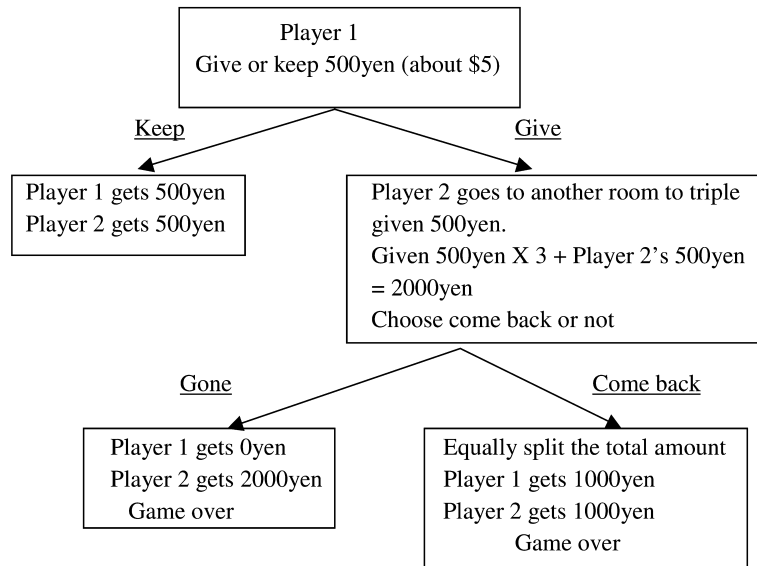 Player 1
Give or keep 500yen (about $5)
Keep
Give
Player 1 gets 500yen
Player 2 gets 500yen
Player 2 goes to another room to triple
given 500yen.
Given 500yen X 3 + Player 2's 500yen
= 2000yen
Choose come back or not
Gone
Come back
Player 1 gets 0yen
Player 2 gets 2000yen
Game over
Equally split the total amount
Player 1 gets 1000yen
Player 2 gets 1000yen
Game over